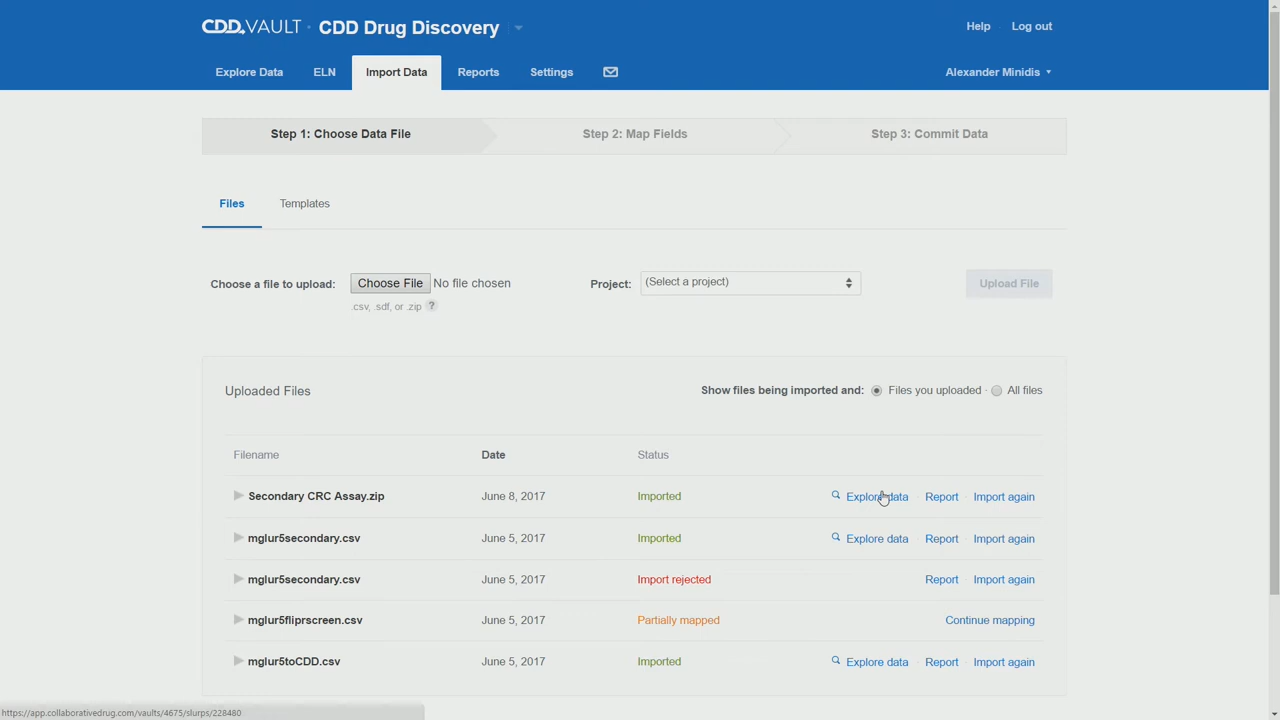 CDD.VAULT · CDD Drug Discovery
Help Log out
Explore Data ELN Import Data Reports Settings Alexander Minidis
Step 1: Choose Data File Step 2: Map Fields Step 3: Commit Data
Files Templates
Choose a file to upload: Choose File No file chosen Project: (Select a project) Upload File
.csv, .sdf, or .zip ?
Uploaded Files Show files being imported and: Files you uploaded · All files
Filename Date Status
Secondary CRC Assay.zip June 8, 2017 Imported Explore data · Report · Import again
mglur5secondary.csv June 5, 2017 Imported Explore data · Report · Import again
mglur5secondary.csv June 5, 2017 Import rejected Report · Import again
mglur5fliprscreen.csv June 5, 2017 Partially mapped Continue mapping
mglur5toCDD.csv June 5, 2017 Imported Explore data · Report · Import again
https://app.collaborativedrug.com/vaults/4675/slurps/228480